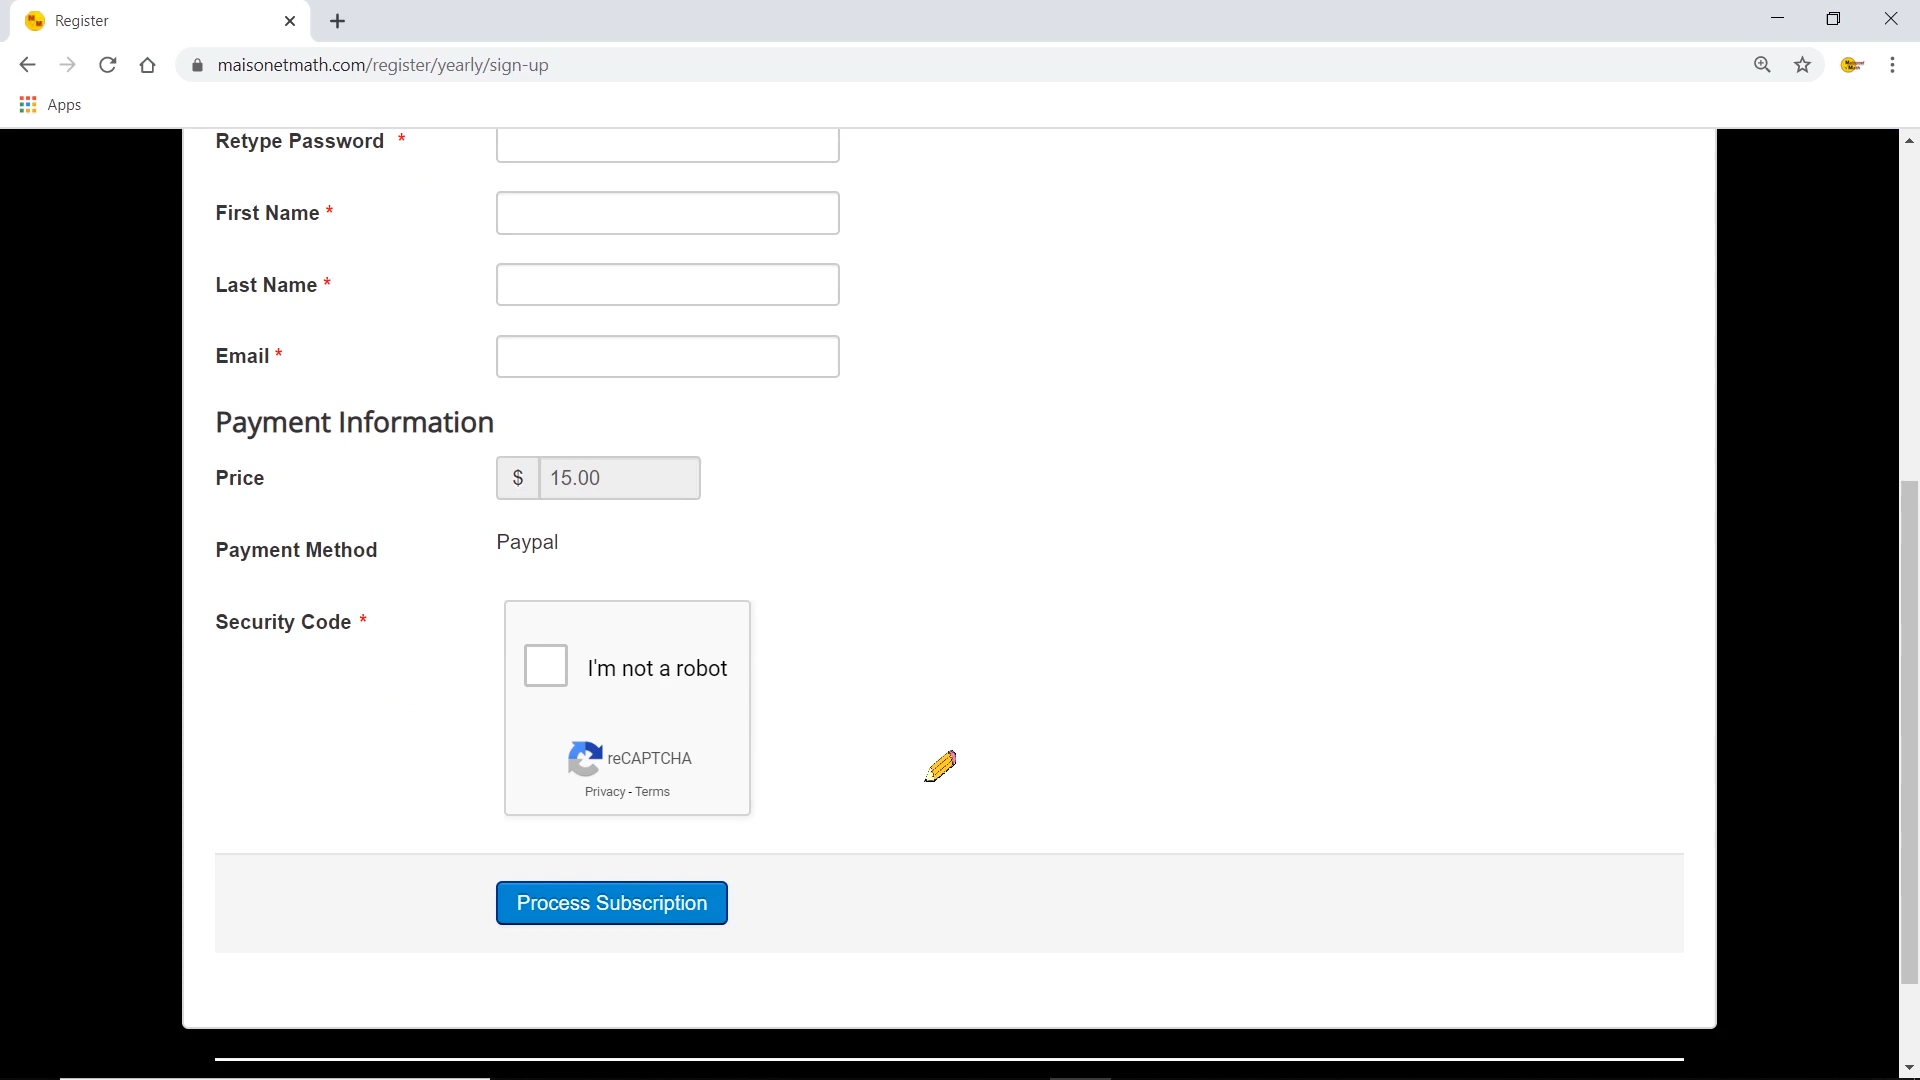 Register
maisonetmath.com/register/yearly/sign-up
Apps
Retype Password *
First Name *
Last Name *
Email *
Payment Information
Price $ 15.00
Payment Method Paypal
Security Code *
I'm not a robot
reCAPTCHA
Privacy - Terms
Process Subscription